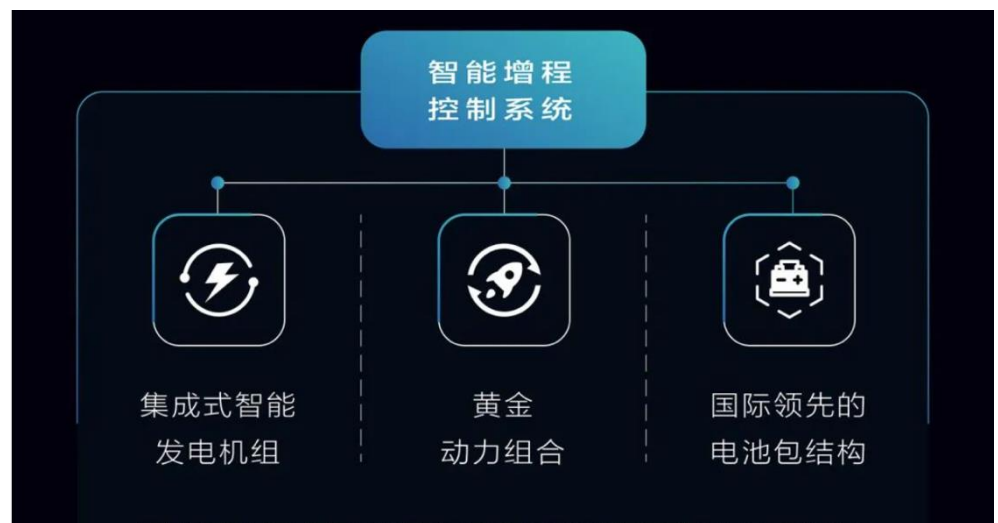 智能增程
控制系统
集成式智能
发电机组
黄金
动力组合
国际领先的
电池包结构